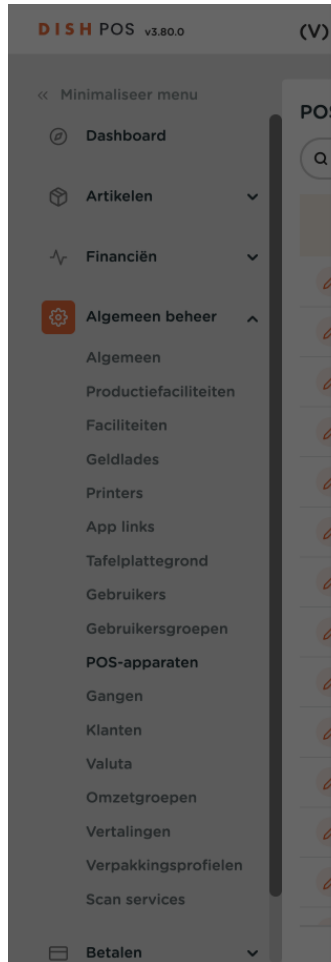 DISH POS v3.80.0
(V)
« Minimaliseer menu
POS
Dashboard
Artikelen
Financiën
Algemeen beheer
Algemeen
Productiefaciliteiten
Faciliteiten
Geldlades
Printers
App links
Tafelplattegrond
Gebruikers
Gebruikersgroepen
POS-apparaten
Gangen
Klanten
Valuta
Omzetgroepen
Vertalingen
Verpakkingsprofielen
Scan services
Betalen